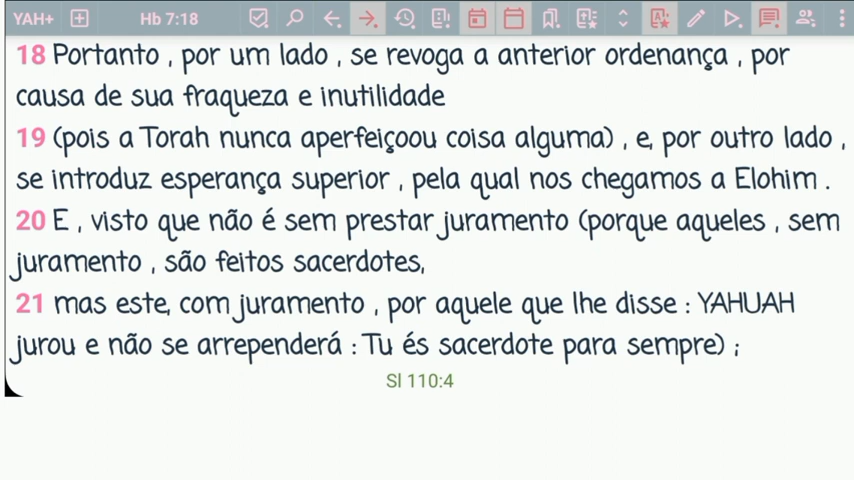 YAH+ Hb 7:18
18 Portanto , por um lado , se revoga a anterior ordenança , por
causa de sua fraqueza e inutilidade
19 (pois a Torah nunca aperfeiçoou coisa alguma) , e, por outro lado ,
se introduz esperança superior , pela qual nos chegamos a Elohim .
20 E , visto que não é sem prestar juramento (porque aqueles , sem
juramento , são feitos sacerdotes,
21 mas este, com juramento , por aquele que lhe disse : YAHUAH
jurou e não se arrependerá : Tu és sacerdote para sempre) ;
Sl 110:4